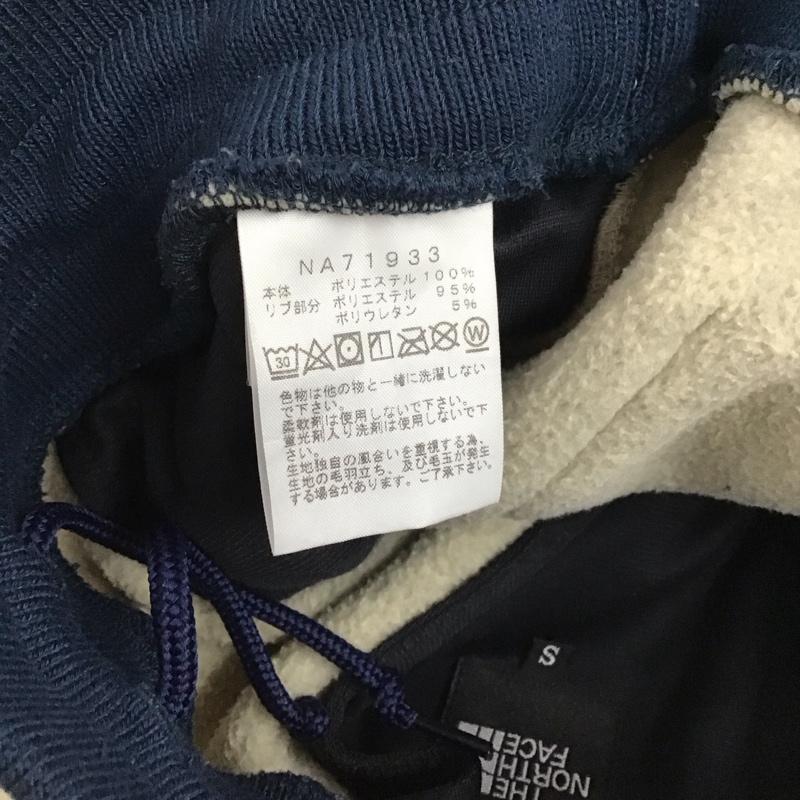 NA71933
本体 ポリエステル 100%
リブ部分 ポリエステル 95%
ポリウレタン 5%
30 W
色物は他の物と一緒に洗濯しない
で下さい。
柔軟剤は使用しないで下さい。
蛍光剤入り洗剤は使用しないで下
さい。
生地独自の風合いを重視する為、
生地の毛羽立ち、及び毛玉が発生
する場合があります。ご了承下さい。
S
THE
NORTH
FACE